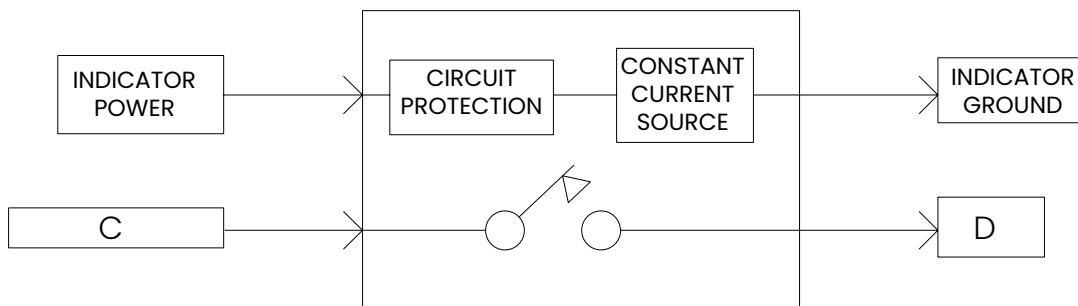 INDICATOR
POWER
CIRCUIT
PROTECTION
CONSTANT
CURRENT
SOURCE
INDICATOR
GROUND
C
D